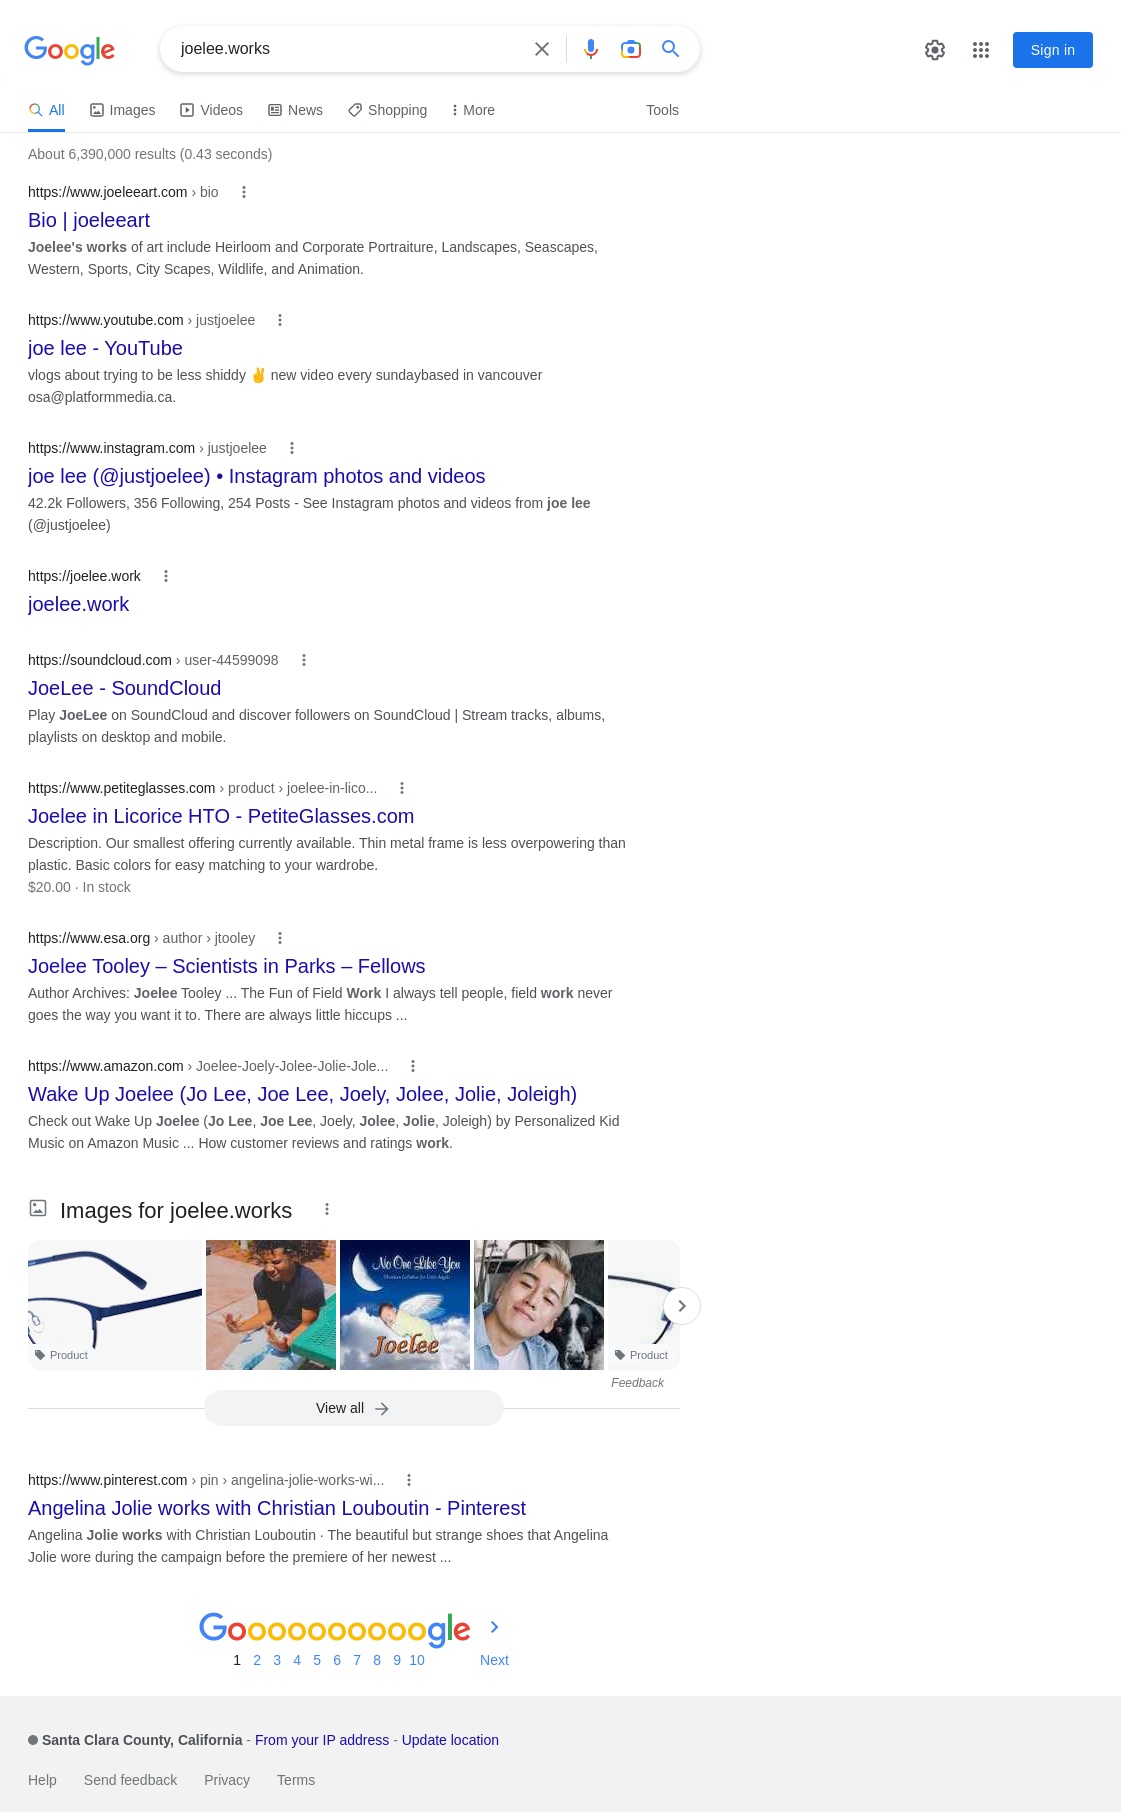 Google
joelee.works
Sign in
All
Images
Videos
News
Shopping
More
Tools
About 6,390,000 results (0.43 seconds)
https://www.joeleeart.com › bio
Bio | joeleeart
Joelee's works of art include Heirloom and Corporate Portraiture, Landscapes, Seascapes,
Western, Sports, City Scapes, Wildlife, and Animation.
https://www.youtube.com › justjoelee
joe lee - YouTube
vlogs about trying to be less shiddy ✌️ new video every sundaybased in vancouver
osa@platformmedia.ca.
https://www.instagram.com › justjoelee
joe lee (@justjoelee) • Instagram photos and videos
42.2k Followers, 356 Following, 254 Posts - See Instagram photos and videos from joe lee
(@justjoelee)
https://joelee.work
joelee.work
https://soundcloud.com › user-44599098
JoeLee - SoundCloud
Play JoeLee on SoundCloud and discover followers on SoundCloud | Stream tracks, albums,
playlists on desktop and mobile.
https://www.petiteglasses.com › product › joelee-in-lico...
Joelee in Licorice HTO - PetiteGlasses.com
Description. Our smallest offering currently available. Thin metal frame is less overpowering than
plastic. Basic colors for easy matching to your wardrobe.
$20.00 · In stock
https://www.esa.org › author › jtooley
Joelee Tooley – Scientists in Parks – Fellows
Author Archives: Joelee Tooley ... The Fun of Field Work I always tell people, field work never
goes the way you want it to. There are always little hiccups ...
https://www.amazon.com › Joelee-Joely-Jolee-Jolie-Jole...
Wake Up Joelee (Jo Lee, Joe Lee, Joely, Jolee, Jolie, Joleigh)
Check out Wake Up Joelee (Jo Lee, Joe Lee, Joely, Jolee, Jolie, Joleigh) by Personalized Kid
Music on Amazon Music ... How customer reviews and ratings work.
Images for joelee.works
No One Like You
Christian Lullabies for Little Angels
Joelee
Product
Product
Feedback
View all
https://www.pinterest.com › pin › angelina-jolie-works-wi...
Angelina Jolie works with Christian Louboutin - Pinterest
Angelina Jolie works with Christian Louboutin · The beautiful but strange shoes that Angelina
Jolie wore during the campaign before the premiere of her newest ...
Goooooooooogle
1 2 3 4 5 6 7 8 9 10 Next
Santa Clara County, California - From your IP address - Update location
Help
Send feedback
Privacy
Terms